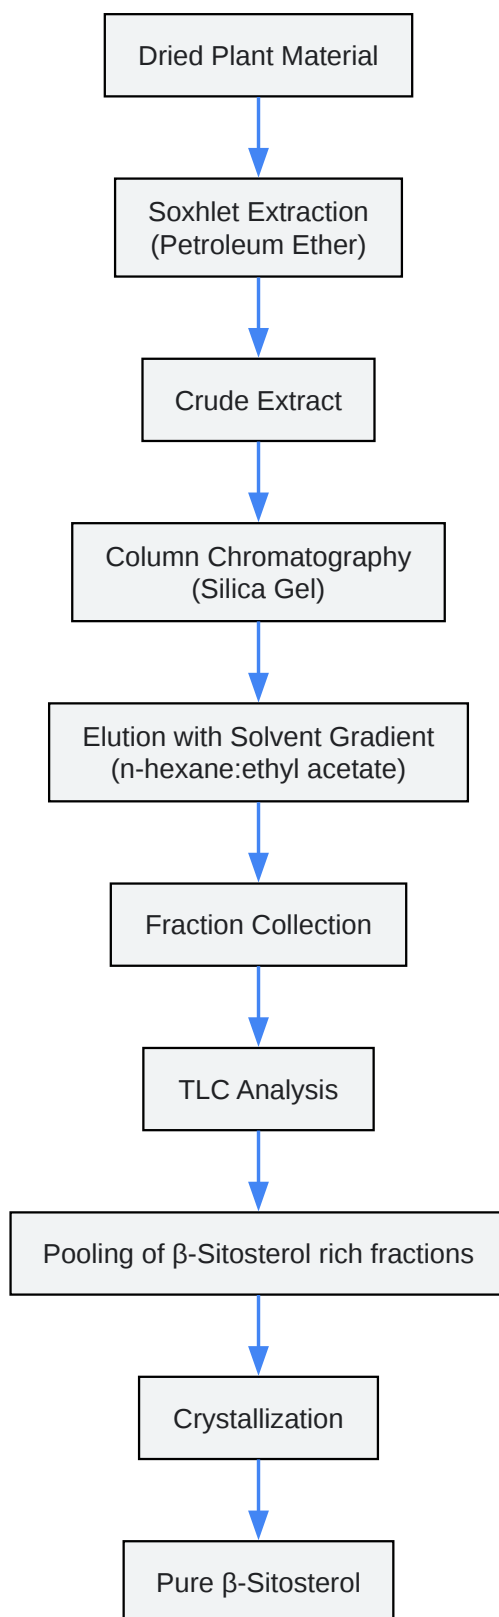 Dried Plant Material
Soxhlet Extraction
(Petroleum Ether)
Crude Extract
Column Chromatography
(Silica Gel)
Elution with Solvent Gradient
(n-hexane:ethyl acetate)
Fraction Collection
TLC Analysis
Pooling of β-Sitosterol rich fractions
Crystallization
Pure β-Sitosterol